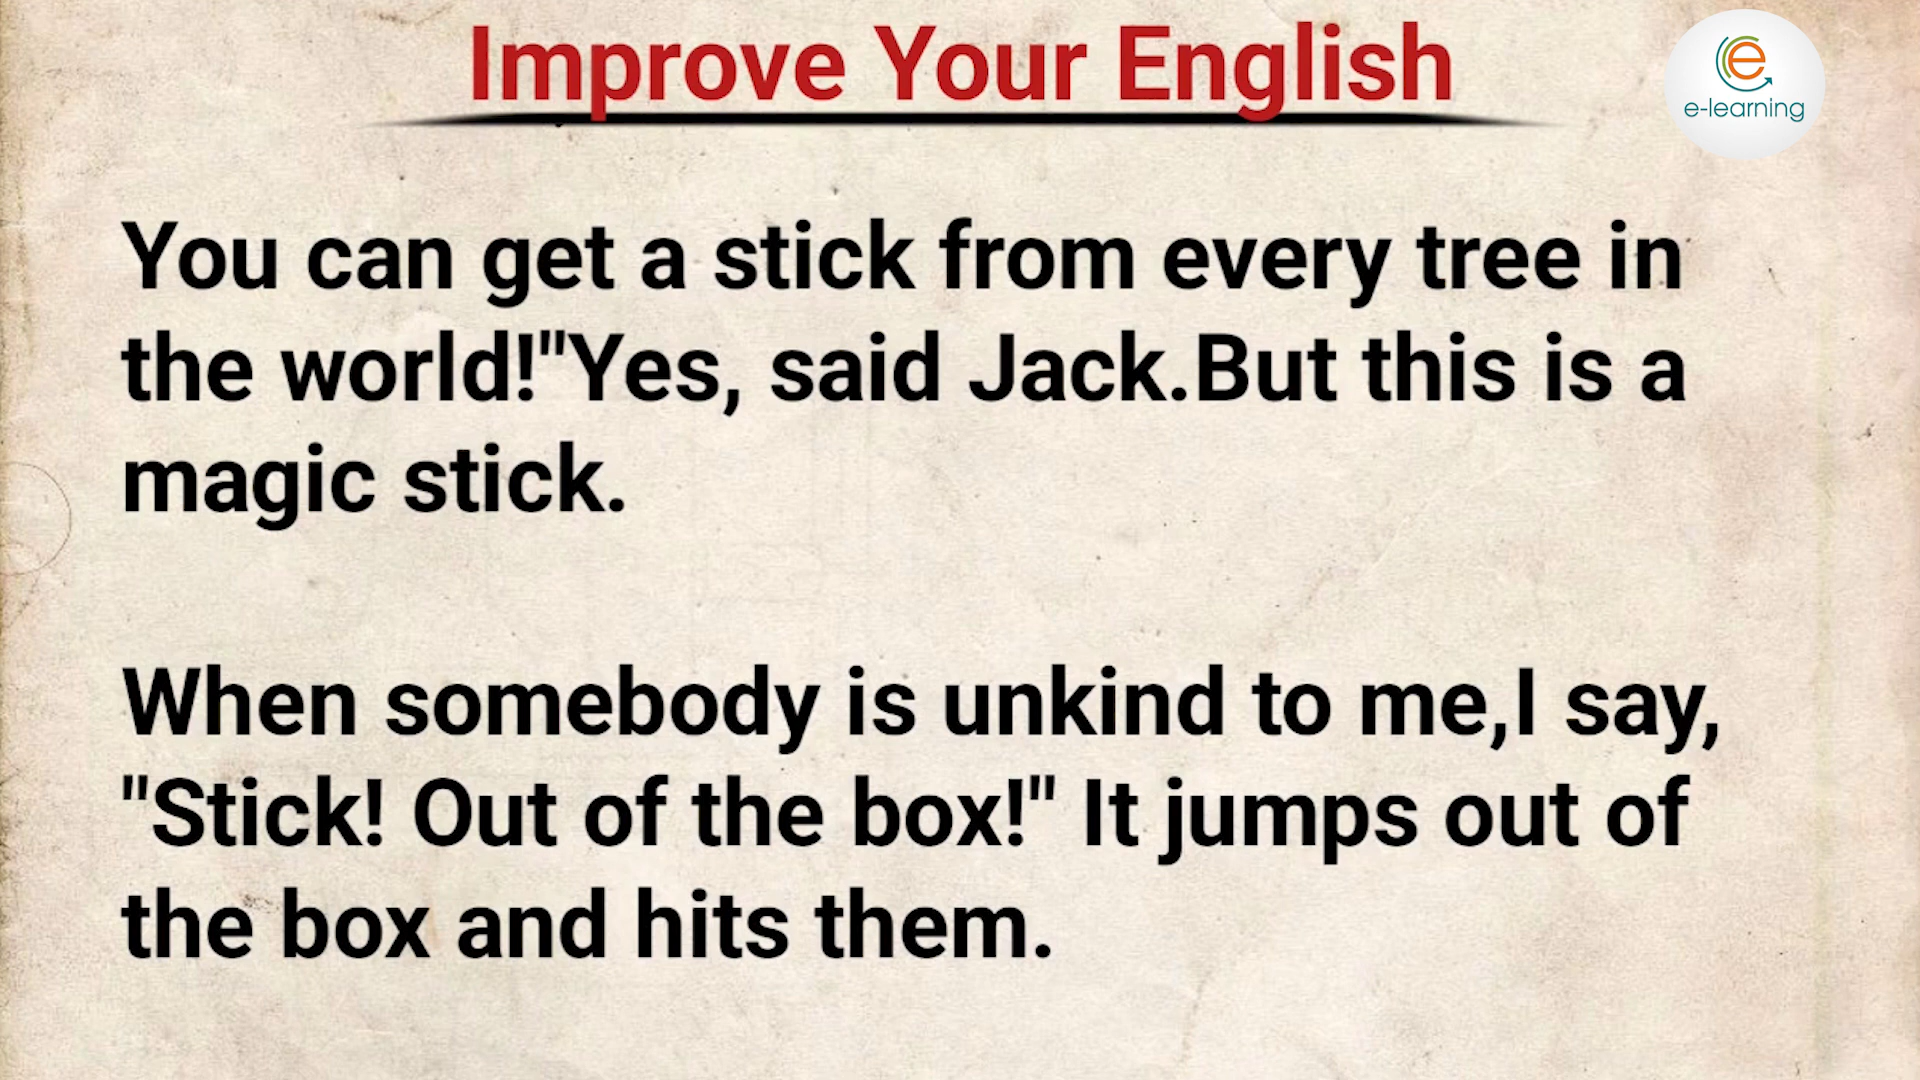 Improve Your English
e
e-learning
You can get a stick from every tree in
the world!"Yes, said Jack.But this is a
magic stick.
When somebody is unkind to me,I say,
"Stick! Out of the box!" It jumps out of
the box and hits them.